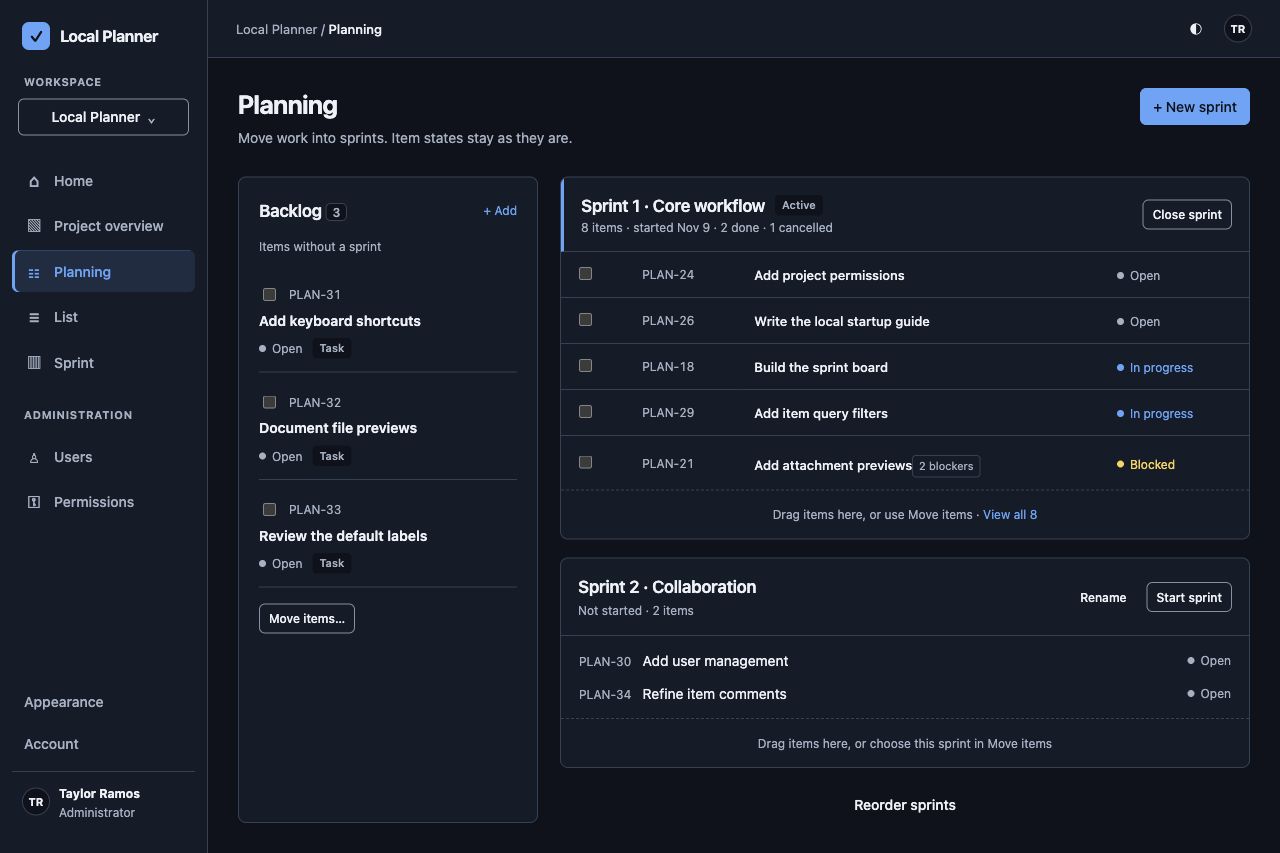 Local Planner
WORKSPACE
Local Planner
Home
Project overview
Planning
List
Sprint
ADMINISTRATION
Users
Permissions
Appearance
Account
TR
Taylor Ramos
Administrator
Local Planner / Planning
TR
Planning
Move work into sprints. Item states stay as they are.
+ New sprint
Backlog 3
+ Add
Items without a sprint
PLAN-31
Add keyboard shortcuts
Open Task
PLAN-32
Document file previews
Open Task
PLAN-33
Review the default labels
Open Task
Move items...
Sprint 1 · Core workflow Active
8 items · started Nov 9 · 2 done · 1 cancelled
Close sprint
PLAN-24 Add project permissions Open
PLAN-26 Write the local startup guide Open
PLAN-18 Build the sprint board In progress
PLAN-29 Add item query filters In progress
PLAN-21 Add attachment previews 2 blockers Blocked
Drag items here, or use Move items · View all 8
Sprint 2 · Collaboration
Not started · 2 items
Rename
Start sprint
PLAN-30 Add user management Open
PLAN-34 Refine item comments Open
Drag items here, or choose this sprint in Move items
Reorder sprints